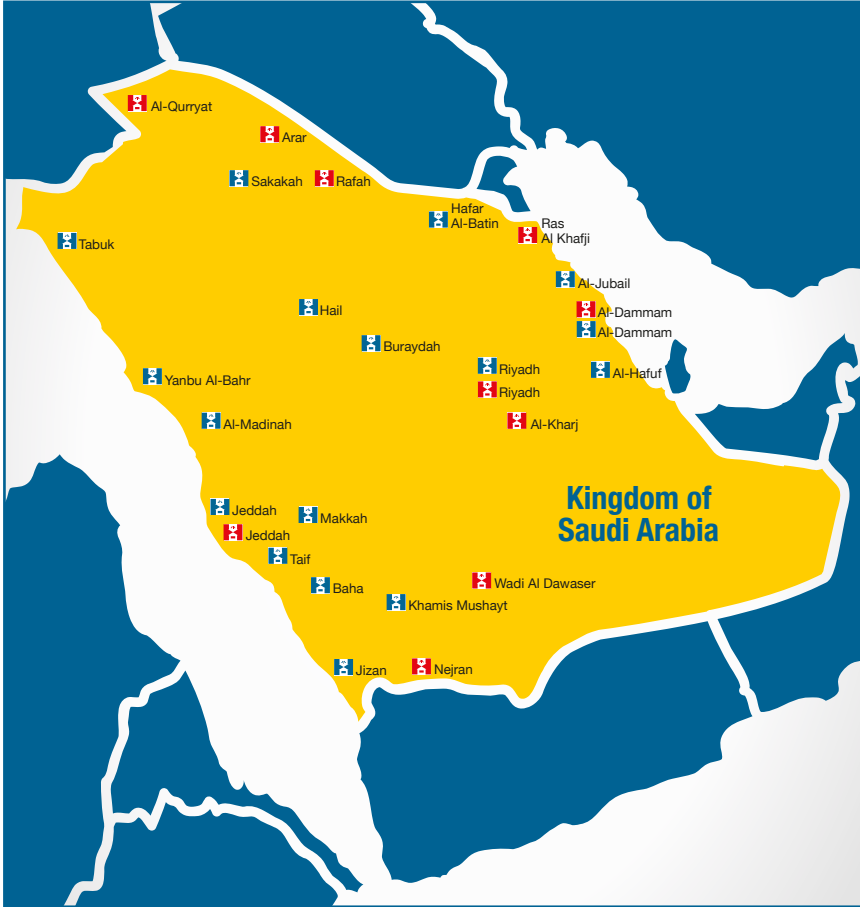 Al-Qurryat
Arar
Sakakah
Rafah
Hafar
Al-Batin
Ras
Al Khafji
Tabuk
Al-Jubail
Hail
Al-Dammam
Al-Dammam
Buraydah
Riyadh
Al-Hafuf
Yanbu Al-Bahr
Riyadh
Al-Madinah
Al-Kharj
Kingdom of
Saudi Arabia
Jeddah
Makkah
Jeddah
Taif
Baha
Wadi Al Dawaser
Khamis Mushayt
Jizan
Nejran